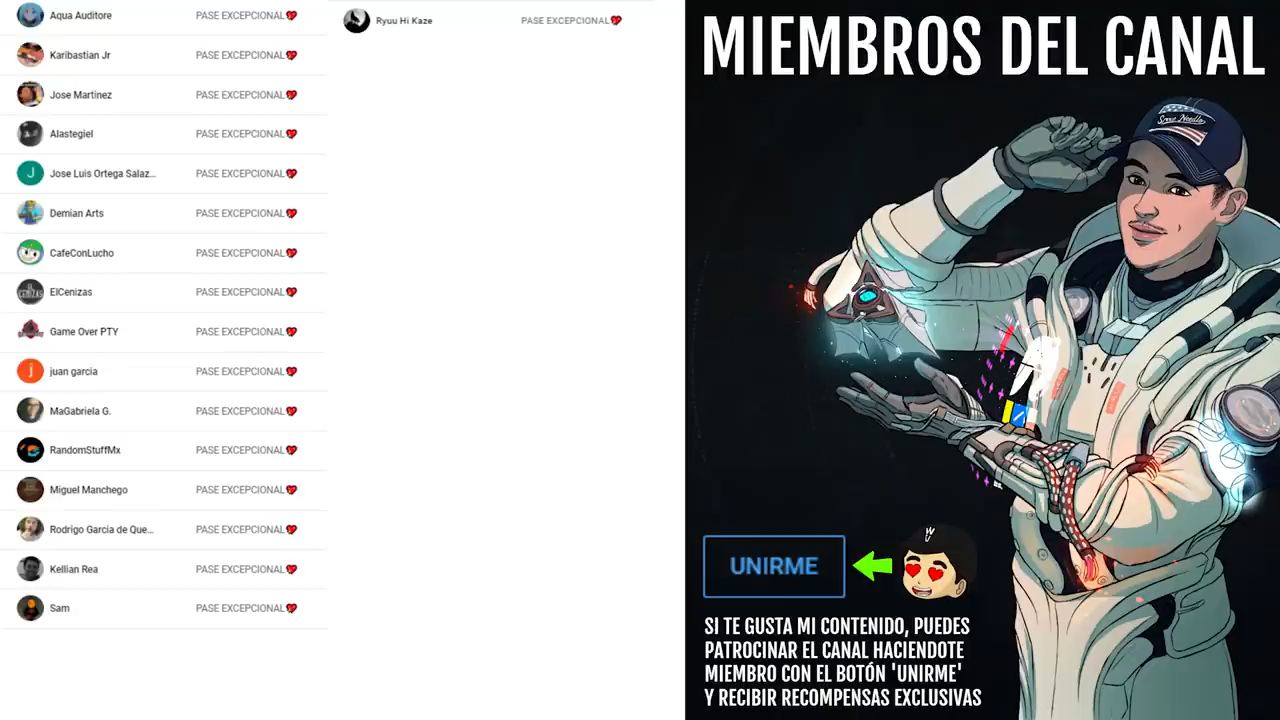 Aqua Auditore PASE EXCEPCIONAL
Karibastian Jr PASE EXCEPCIONAL
Jose Martinez PASE EXCEPCIONAL
Alastegiel PASE EXCEPCIONAL
J Jose Luis Ortega Salaz... PASE EXCEPCIONAL
Demian Arts PASE EXCEPCIONAL
CafeConLucho PASE EXCEPCIONAL
ElCenizas PASE EXCEPCIONAL
Game Over PTY PASE EXCEPCIONAL
j juan garcia PASE EXCEPCIONAL
MaGabriela G. PASE EXCEPCIONAL
RandomStuffMx PASE EXCEPCIONAL
Miguel Manchego PASE EXCEPCIONAL
Rodrigo Garcia de Que... PASE EXCEPCIONAL
Kellian Rea PASE EXCEPCIONAL
Sam PASE EXCEPCIONAL
Ryuu Hi Kaze PASE EXCEPCIONAL
MIEMBROS DEL CANAL
UNIRME
SI TE GUSTA MI CONTENIDO, PUEDES
PATROCINAR EL CANAL HACIENDOTE
MIEMBRO CON EL BOTÓN 'UNIRME'
Y RECIBIR RECOMPENSAS EXCLUSIVAS